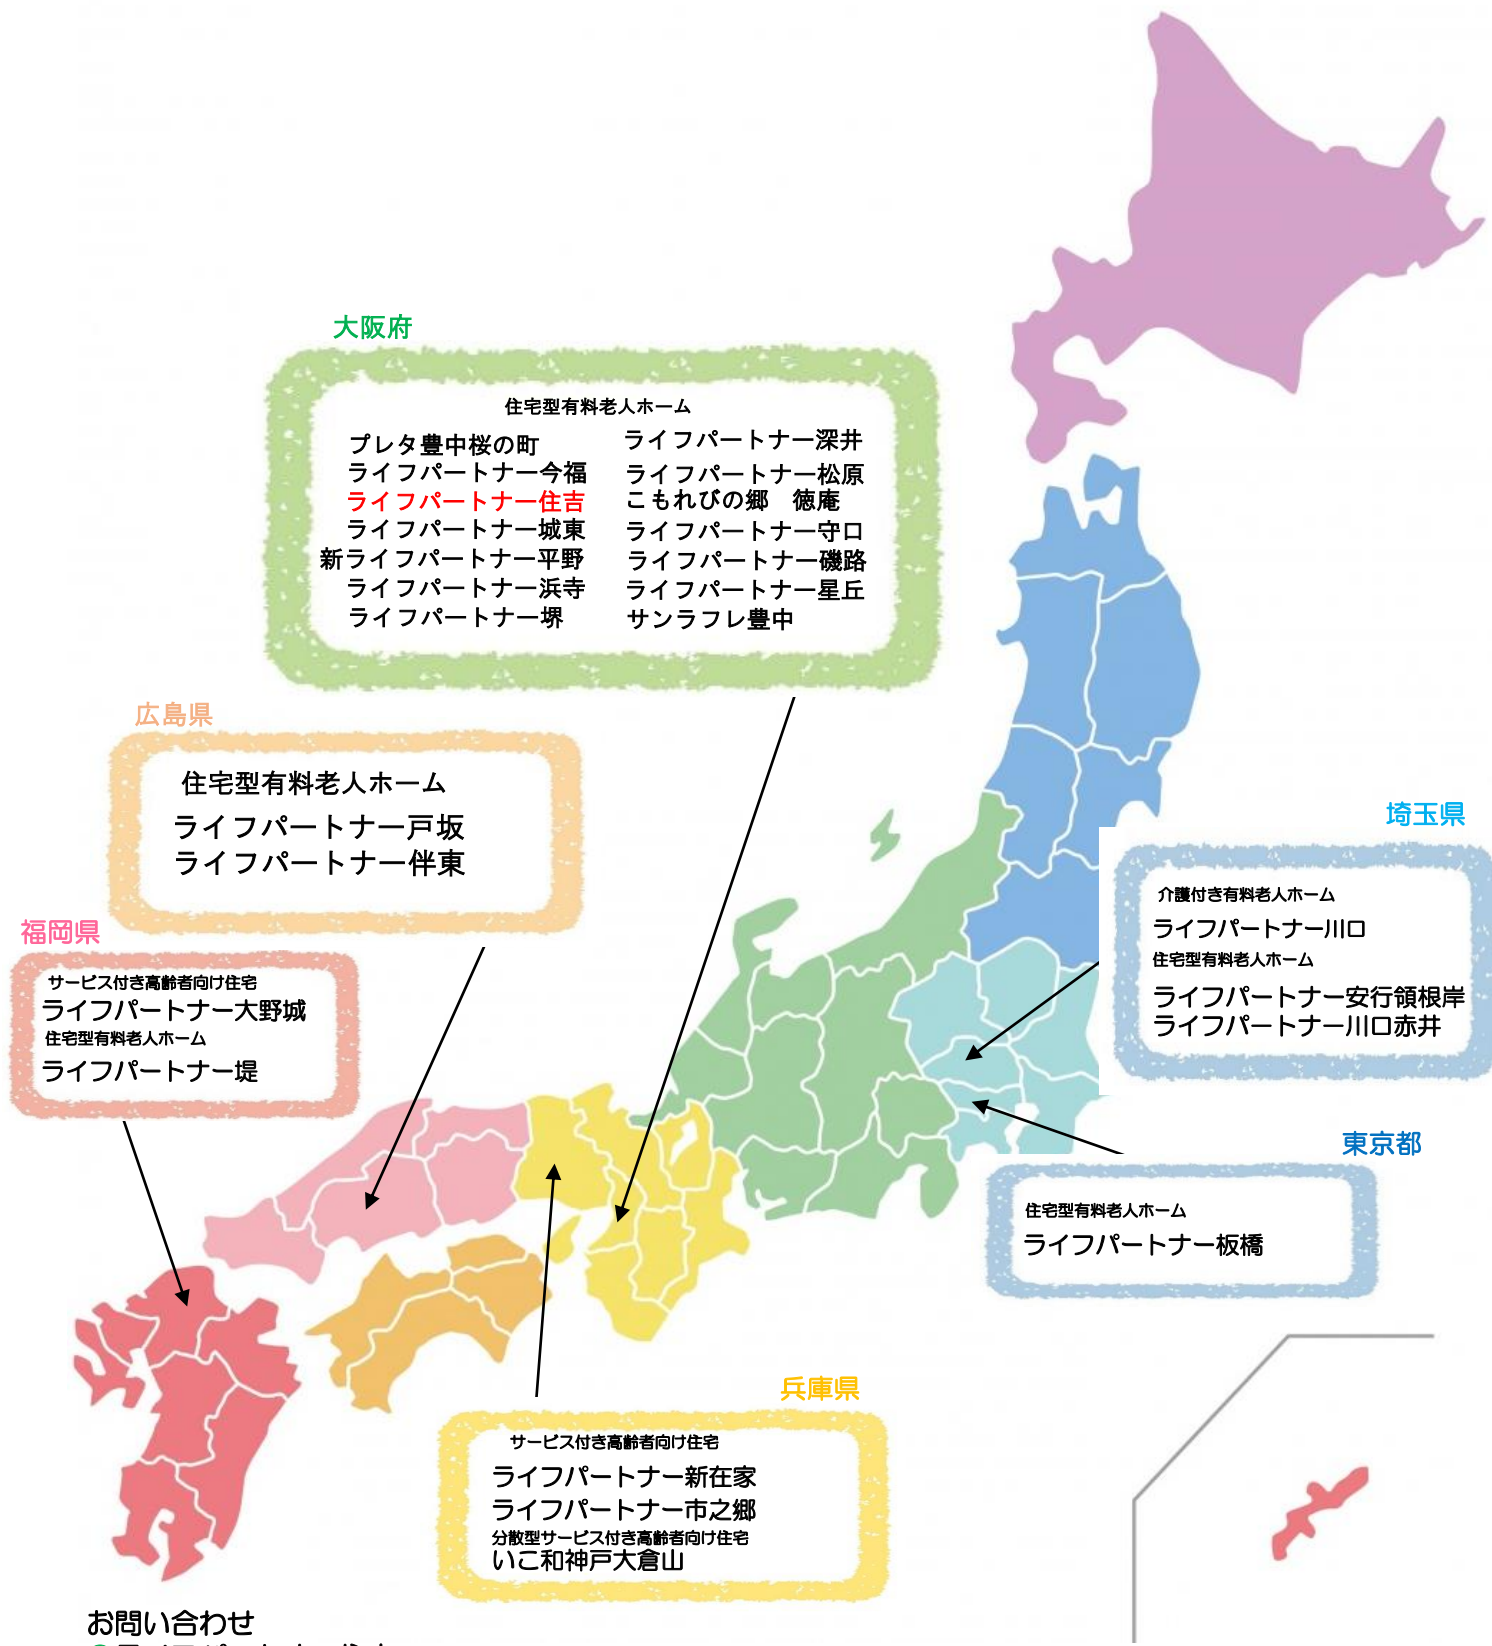 大阪府
住宅型有料老人ホーム
プレタ豊中桜の町
ライフパートナー今福
ライフパートナー住吉
ライフパートナー城東
新ライフパートナー平野
ライフパートナー浜寺
ライフパートナー堺
ライフパートナー深井
ライフパートナー松原
こもれびの郷　徳庵
ライフパートナー守口
ライフパートナー磯路
ライフパートナー星丘
サンラフレ豊中
広島県
住宅型有料老人ホーム
ライフパートナー戸坂
ライフパートナー伴東
埼玉県
介護付き有料老人ホーム
ライフパートナー川口
住宅型有料老人ホーム
ライフパートナー安行領根岸
ライフパートナー川口赤井
福岡県
サービス付き高齢者向け住宅
ライフパートナー大野城
住宅型有料老人ホーム
ライフパートナー堤
東京都
住宅型有料老人ホーム
ライフパートナー板橋
兵庫県
サービス付き高齢者向け住宅
ライフパートナー新在家
ライフパートナー市之郷
分散型サービス付き高齢者向け住宅
いこ和神戸大倉山
お問い合わせ